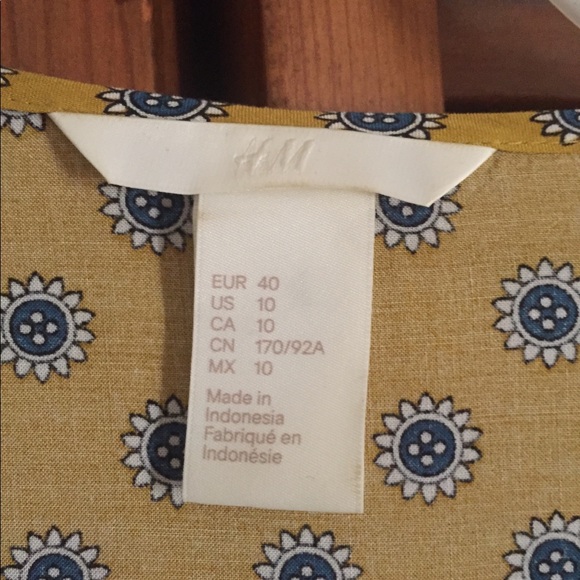 H&M
EUR 40
US 10
CA 10
CN 170/92A
MX 10
Made in
Indonesia
Fabriqué en
Indonésie